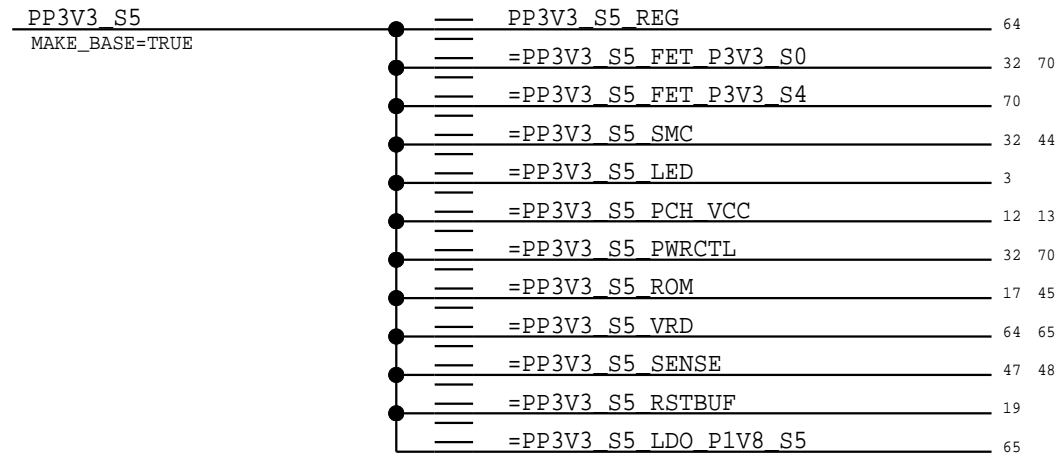 PP3V3_S5
MAKE_BASE=TRUE
PP3V3_S5_REG 64
=PP3V3_S5_FET_P3V3_S0 32 70
=PP3V3_S5_FET_P3V3_S4 70
=PP3V3_S5_SMC 32 44
=PP3V3_S5_LED 3
=PP3V3_S5_PCH_VCC 12 13
=PP3V3_S5_PWRCTL 32 70
=PP3V3_S5_ROM 17 45
=PP3V3_S5_VRD 64 65
=PP3V3_S5_SENSE 47 48
=PP3V3_S5_RSTBUF 19
=PP3V3_S5_LDO_P1V8_S5 65